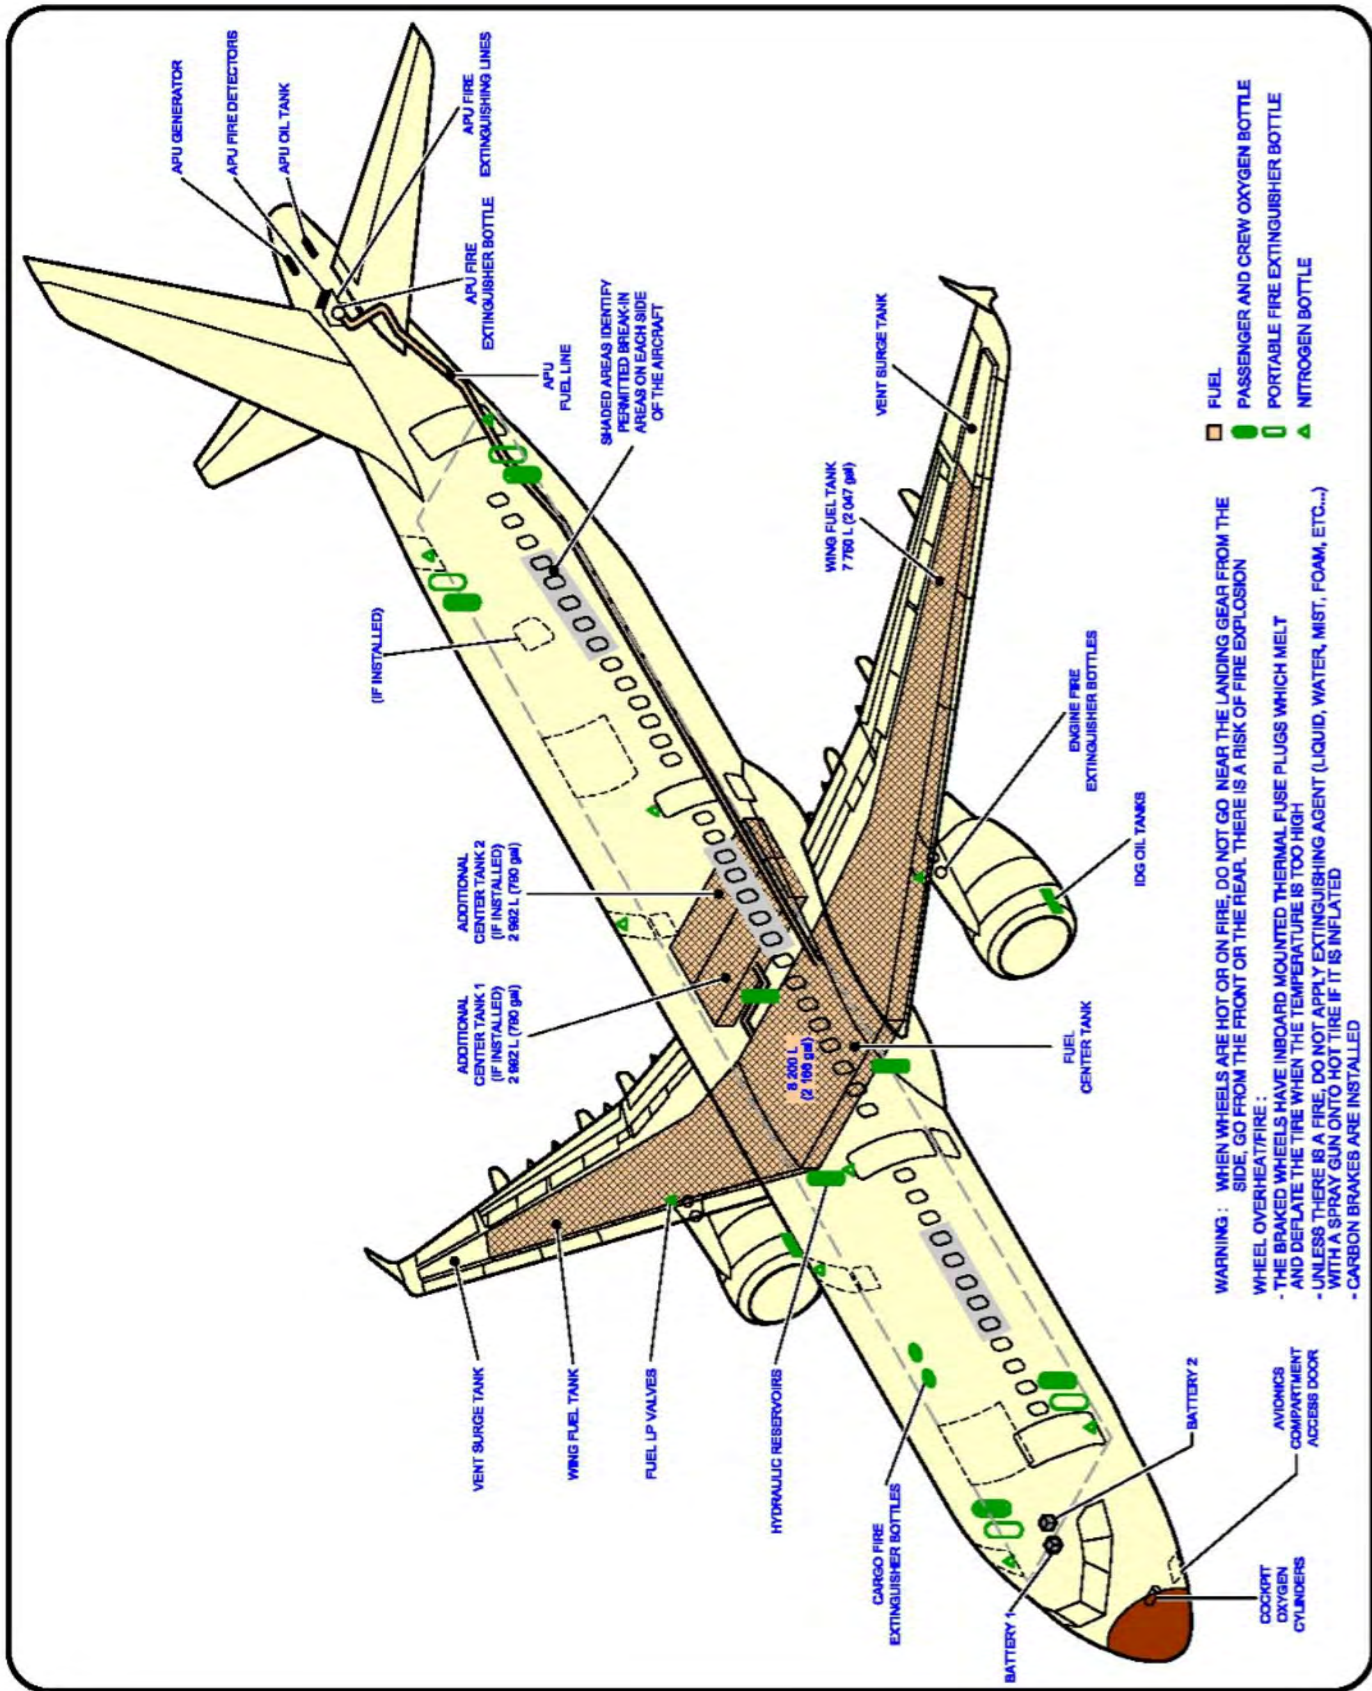 APU GENERATOR
APU FIRE DETECTORS
APU OIL TANK
APU FIRE
EXTINGUISHING LINES
APU FIRE
EXTINGUISHER BOTTLE
APU
FUEL LINE
SHADED AREAS IDENTIFY
PERMITTED BREAK-IN
AREAS ON EACH SIDE
OF THE AIRCRAFT
(IF INSTALLED)
ADDITIONAL
CENTER TANK 2
(IF INSTALLED)
2 992 L (790 gal)
ADDITIONAL
CENTER TANK 1
(IF INSTALLED)
2 992 L (790 gal)
VENT SURGE TANK
WING FUEL TANK
FUEL LP VALVES
HYDRAULIC RESERVOIRS
CARGO FIRE
EXTINGUISHER BOTTLES
BATTERY 1
8 200 L
(2 166 gal)
VENT SURGE TANK
WING FUEL TANK
7 750 L (2 047 gal)
ENGINE FIRE
EXTINGUISHER BOTTLES
IDG OIL TANKS
FUEL
CENTER TANK
BATTERY 2
AVIONICS
COMPARTMENT
ACCESS DOOR
COCKPIT
OXYGEN
CYLINDERS
FUEL
PASSENGER AND CREW OXYGEN BOTTLE
PORTABLE FIRE EXTINGUISHER BOTTLE
NITROGEN BOTTLE
WARNING : WHEN WHEELS ARE HOT OR ON FIRE, DO NOT GO NEAR THE LANDING GEAR FROM THE
SIDE, GO FROM THE FRONT OR THE REAR. THERE IS A RISK OF FIRE EXPLOSION
WHEEL OVERHEAT/FIRE :
- THE BRAKED WHEELS HAVE INBOARD MOUNTED THERMAL FUSE PLUGS WHICH MELT
AND DEFLATE THE TIRE WHEN THE TEMPERATURE IS TOO HIGH
- UNLESS THERE IS A FIRE, DO NOT APPLY EXTINGUISHING AGENT (LIQUID, WATER, MIST, FOAM, ETC...)
WITH A SPRAY GUN ONTO HOT TIRE IF IT IS INFLATED
- CARBON BRAKES ARE INSTALLED